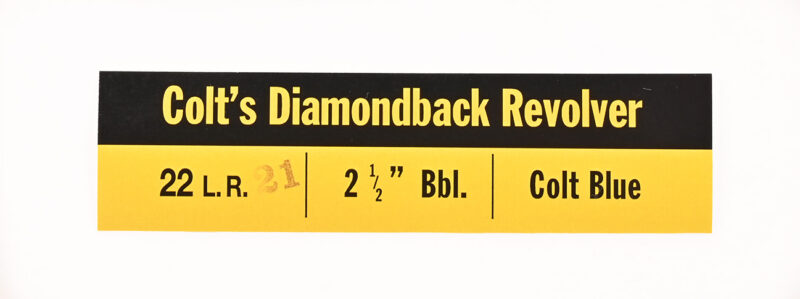 Colt's Diamondback Revolver
22 L.R. 21 2 1/2" Bbl. Colt Blue